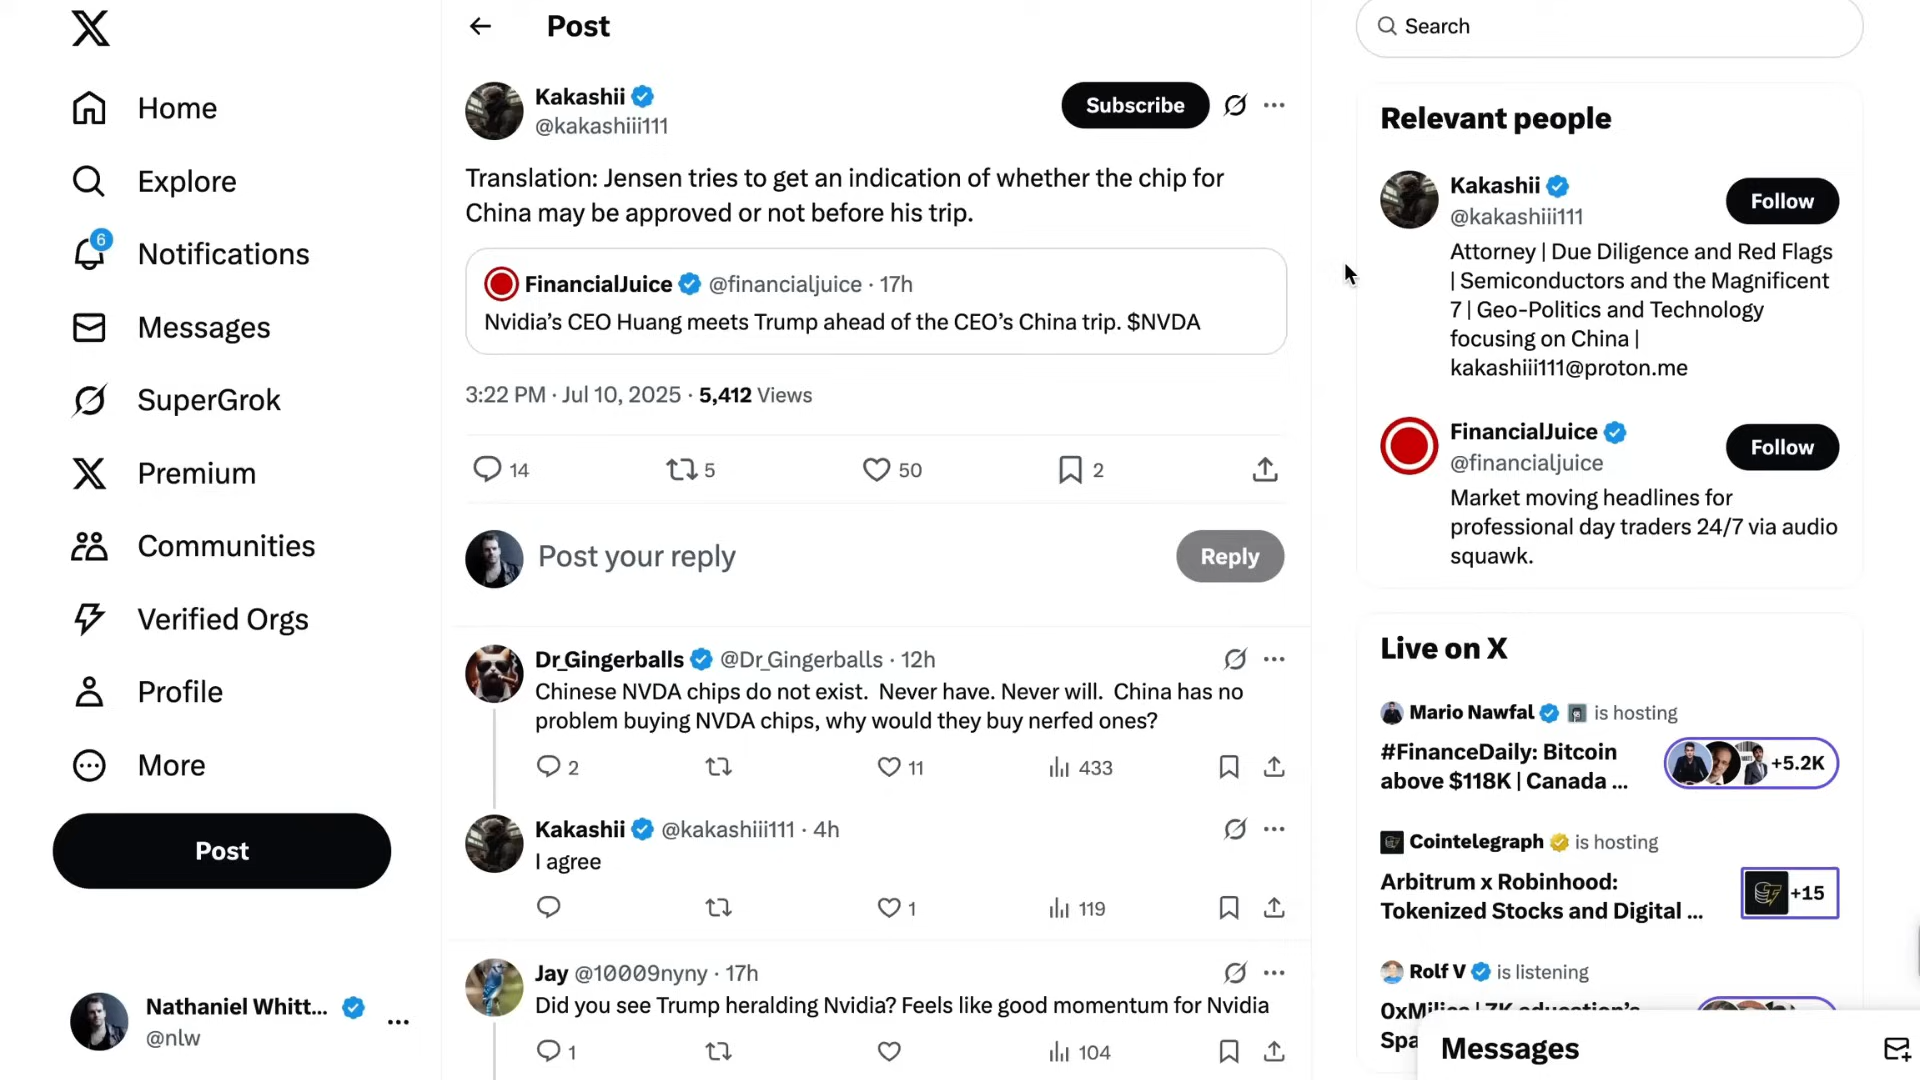 Home
Explore
6
Notifications
Messages
SuperGrok
Premium
Communities
Verified Orgs
Profile
More
Post
Nathaniel Whitt...
@nlw
Post
Kakashii
@kakashiii111
Subscribe
Translation: Jensen tries to get an indication of whether the chip for
China may be approved or not before his trip.
FinancialJuice @financialjuice · 17h
Nvidia’s CEO Huang meets Trump ahead of the CEO’s China trip. $NVDA
3:22 PM · Jul 10, 2025 · 5,412 Views
14 5 50 2
Post your reply
Reply
Dr_Gingerballs @Dr_Gingerballs · 12h
Chinese NVDA chips do not exist. Never have. Never will. China has no
problem buying NVDA chips, why would they buy nerfed ones?
2 11 433
Kakashii @kakashiii111 · 4h
I agree
1 119
Jay @10009nyny · 17h
Did you see Trump heralding Nvidia? Feels like good momentum for Nvidia
1 104
Search
Relevant people
Kakashii
@kakashiii111
Follow
Attorney | Due Diligence and Red Flags
| Semiconductors and the Magnificent
7 | Geo-Politics and Technology
focusing on China |
kakashiii111@proton.me
FinancialJuice
@financialjuice
Follow
Market moving headlines for
professional day traders 24/7 via audio
squawk.
Live on X
Mario Nawfal is hosting
#FinanceDaily: Bitcoin
above $118K | Canada ...
+5.2K
Cointelegraph is hosting
Arbitrum x Robinhood:
Tokenized Stocks and Digital ...
+15
Rolf V is listening
Messages